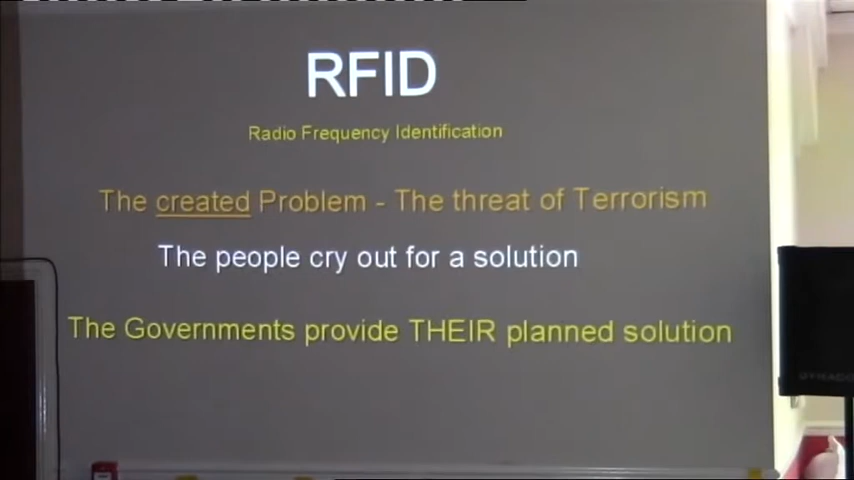 RFID
Radio Frequency Identification
The created Problem - The threat of Terrorism
The people cry out for a solution
The Governments provide THEIR planned solution